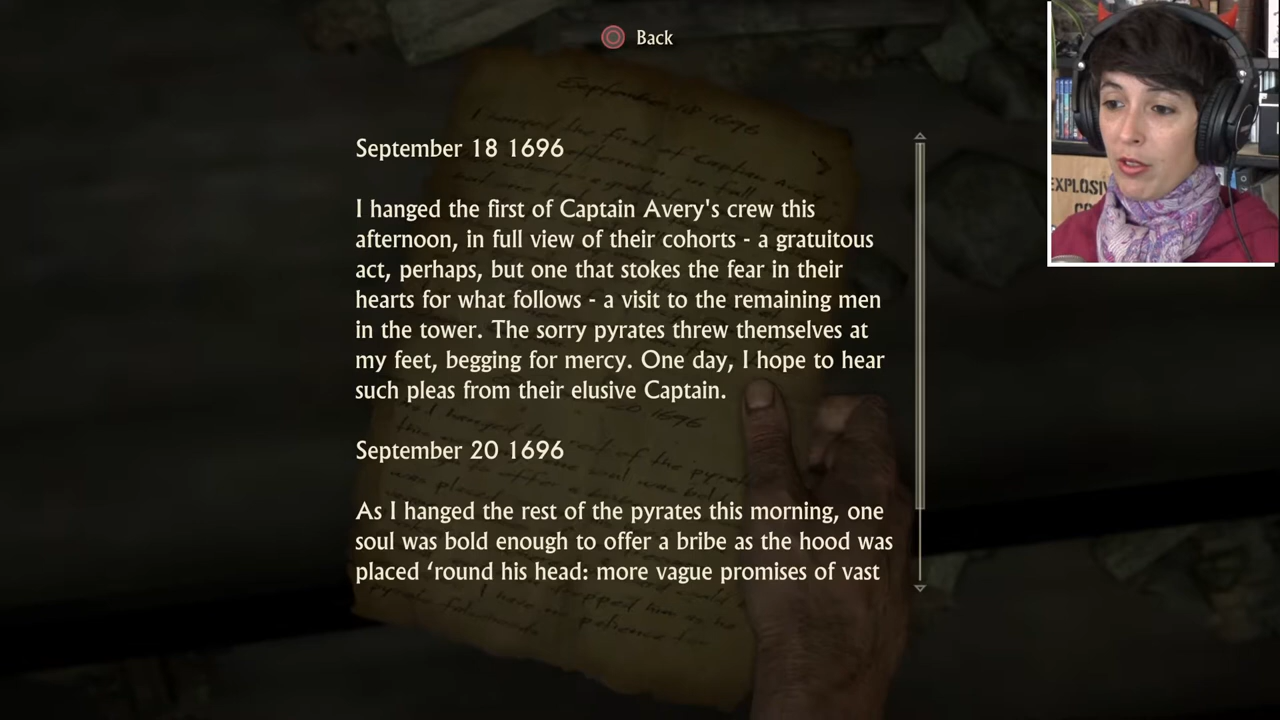 Back
September 18 1696
I hanged the first of Captain Avery's crew this
afternoon, in full view of their cohorts - a gratuitous
act, perhaps, but one that stokes the fear in their
hearts for what follows - a visit to the remaining men
in the tower. The sorry pyrates threw themselves at
my feet, begging for mercy. One day, I hope to hear
such pleas from their elusive Captain.
September 20 1696
As I hanged the rest of the pyrates this morning, one
soul was bold enough to offer a bribe as the hood was
placed ‘round his head: more vague promises of vast
EXPLOSIV
September 18 1696